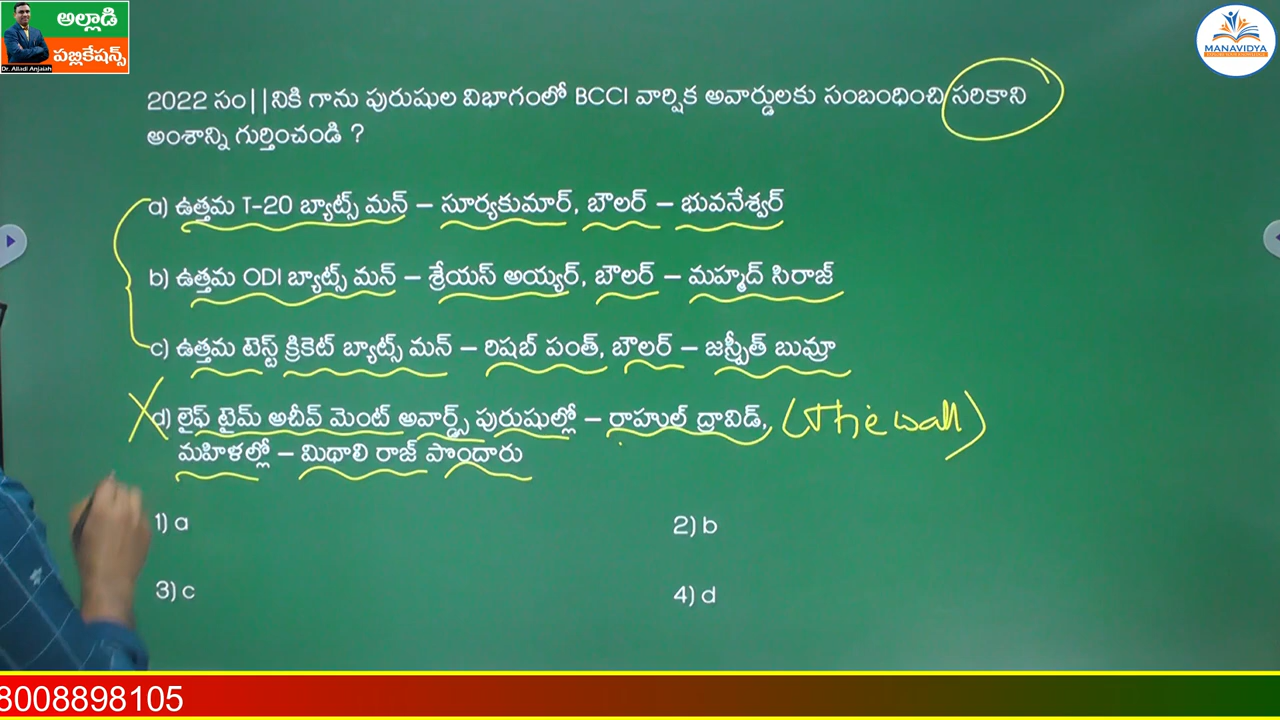 అల్లాడి
పబ్లికేషన్స్
Dr. Alladi Anjaiah
MANAVIDYA
2022 సం||నికి గాను పురుషుల విభాగంలో BCCI వార్షిక అవార్డులకు సంబంధించి సరికాని
అంశాన్ని గుర్తించండి ?
a) ఉత్తమ T-20 బ్యాట్స్ మన్ – సూర్యకుమార్, బౌలర్ – భువనేశ్వర్
b) ఉత్తమ ODI బ్యాట్స్ మన్ – శ్రేయస్ అయ్యర్, బౌలర్ – మహ్మద్ సిరాజ్
c) ఉత్తమ టెస్ట్ క్రికెట్ బ్యాట్స్ మన్ – రిషబ్ పంత్, బౌలర్ – జస్ప్రీత్ బుమ్రా
d) లైఫ్ టైమ్ అచీవ్ మెంట్ అవార్డ్స్ పురుషుల్లో – రాహుల్ ద్రావిడ్, (The wall)
మహిళల్లో – మిథాలి రాజ్ పొందారు
1) a
2) b
3) c
4) d
8008898105